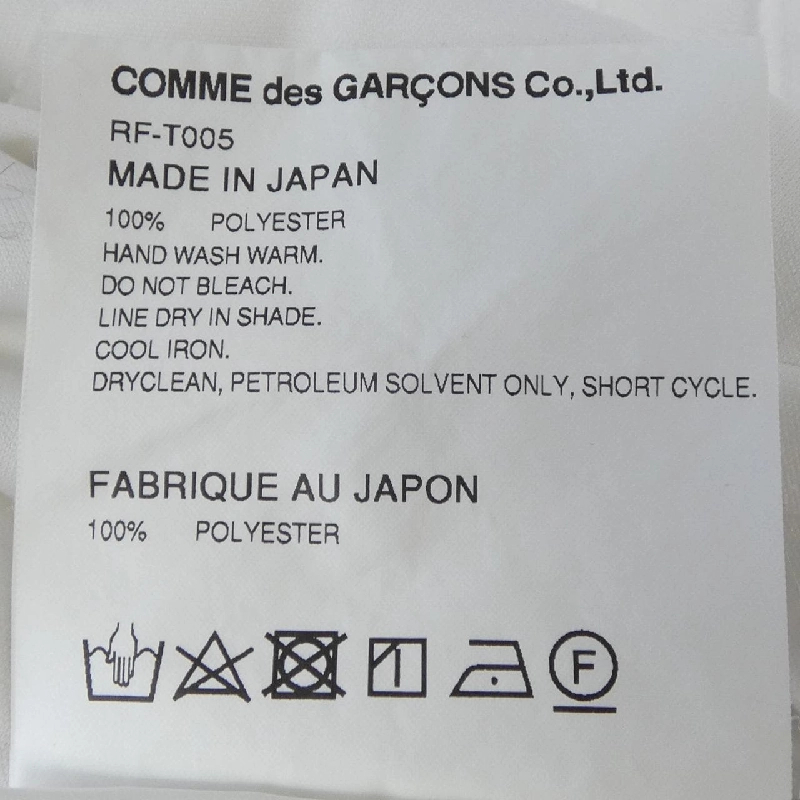 COMME des GARÇONS Co.,Ltd.
RF-T005
MADE IN JAPAN
100% POLYESTER
HAND WASH WARM.
DO NOT BLEACH.
LINE DRY IN SHADE.
COOL IRON.
DRYCLEAN, PETROLEUM SOLVENT ONLY, SHORT CYCLE.
FABRIQUE AU JAPON
100% POLYESTER
F